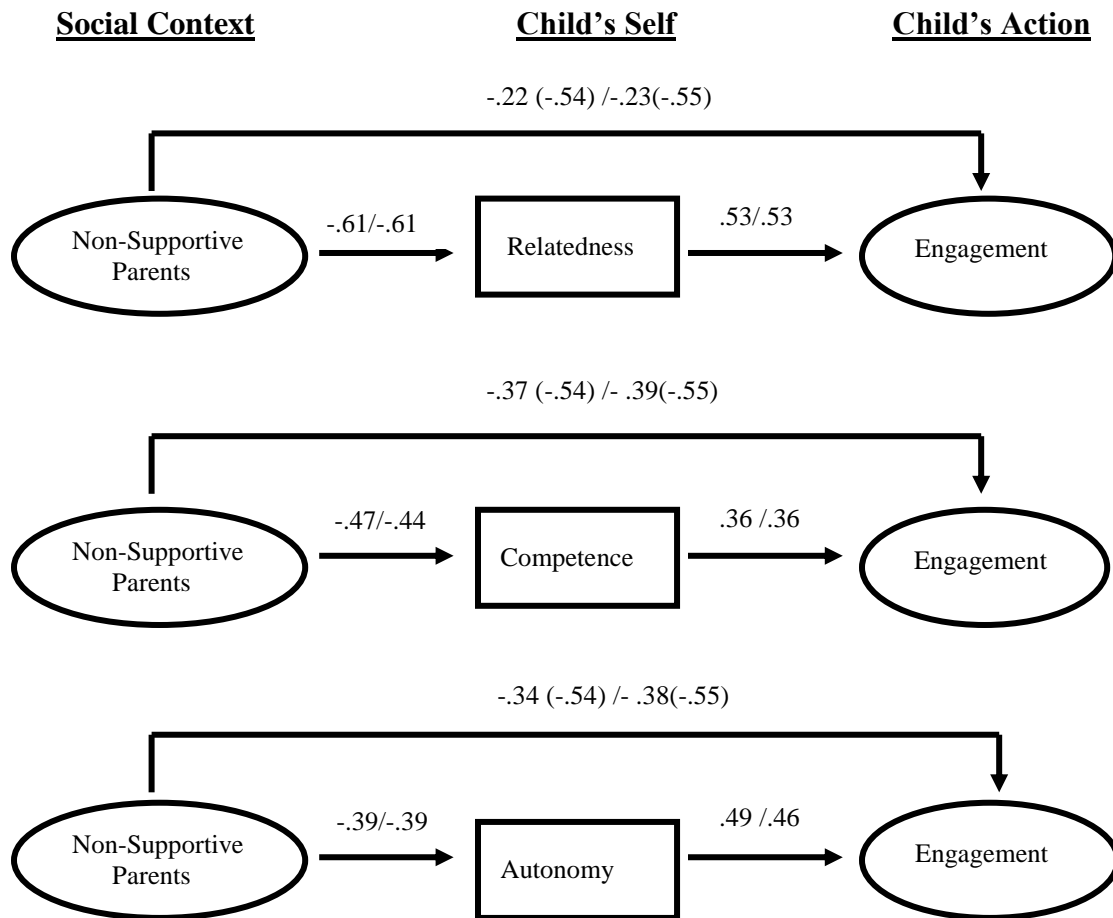 Social Context Child's Self Child's Action
-.22 (-.54) /-.23(-.55)
-.61/-.61 .53/.53
Non-Supportive
Parents
Relatedness
Engagement
-.37 (-.54) /- .39(-.55)
-.47/-.44 .36 /.36
Non-Supportive
Parents
Competence
Engagement
-.34 (-.54) /- .38(-.55)
-.39/-.39 .49 /.46
Non-Supportive
Parents
Autonomy
Engagement